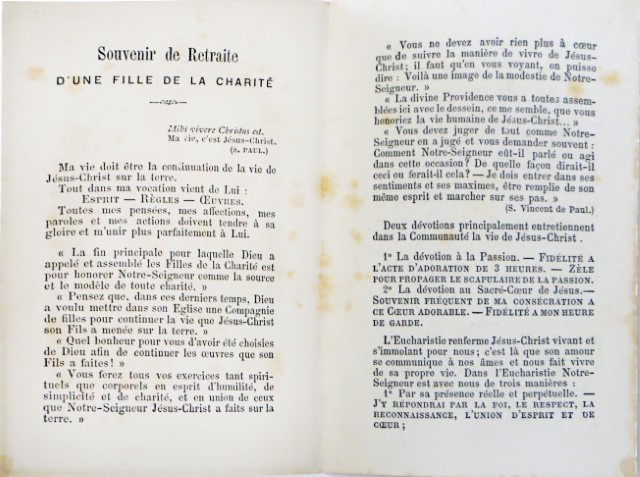 Souvenir de Retraite
D'UNE FILLE DE LA CHARITÉ
Mihi vivere Christus est.
Ma vie, c'est Jésus-Christ.
(S. PAUL.)
Ma vie doit être la continuation de la vie de
Jésus-Christ sur la terre.
Tout dans ma vocation vient de Lui :
ESPRIT — RÈGLES — ŒUVRES.
Toutes mes pensées, mes affections, mes
paroles et mes actions doivent tendre à sa
gloire et m'unir plus parfaitement à Lui.
« La fin principale pour laquelle Dieu a
appelé et assemblé les Filles de la Charité est
pour honorer Notre-Seigneur comme la source
et le modèle de toute charité. »
« Pensez que, dans ces derniers temps, Dieu
a voulu mettre dans son Eglise une Compagnie
de filles pour continuer la vie que Jésus-Christ
son Fils a menée sur la terre. »
« Quel bonheur pour vous d'avoir été choisies
de Dieu afin de continuer les œuvres que son
Fils a faites ! »
« Vous ferez tous vos exercices tant spiri-
tuels que corporels en esprit d'humilité, de
simplicité et de charité, et en union de ceux
que Notre-Seigneur Jésus-Christ a faits sur la
terre. »
« Vous ne devez avoir rien plus à cœur
que de suivre la manière de vivre de Jésus-
Christ ; il faut qu'en vous voyant, on puisse
dire : Voilà une image de la modestie de Notre-
Seigneur. »
« La divine Providence vous a toutes assem-
blées ici avec le dessein, ce me semble, que vous
honoriez la vie humaine de Jésus-Christ... »
« Vous devez juger de tout comme Notre-
Seigneur en a jugé et vous demander souvent :
Comment Notre-Seigneur eût-il parlé ou agi
dans cette occasion? De quelle façon dirait-il
ceci ou ferait-il cela? — Je dois entrer dans ses
sentiments et ses maximes, être remplie de son
même esprit et marcher sur ses pas. »
(S. Vincent de Paul.)
Deux dévotions principalement entretiennent
dans la Communauté la vie de Jésus-Christ.
1° La dévotion à la Passion. — FIDÉLITÉ A
L'ACTE D'ADORATION DE 3 HEURES. — ZÈLE
POUR PROPAGER LE SCAPULAIRE DE LA PASSION.
2° La dévotion au Sacré-Cœur de Jésus.—
SOUVENIR FRÉQUENT DE MA CONSÉCRATION A
CE CŒUR ADORABLE. — FIDÉLITÉ A MON HEURE
DE GARDE.
L'Eucharistie renferme Jésus-Christ vivant et
s'immolant pour nous ; c'est là que son amour
se communique à nos âmes et nous fait vivre
de sa propre vie. Dans l'Eucharistie Notre-
Seigneur est avec nous de trois manières :
1° Par sa présence réelle et perpétuelle. —
J'Y RÉPONDRAI PAR LA FOI, LE RESPECT, LA
RECONNAISSANCE, L'UNION D'ESPRIT ET DE
CŒUR ;